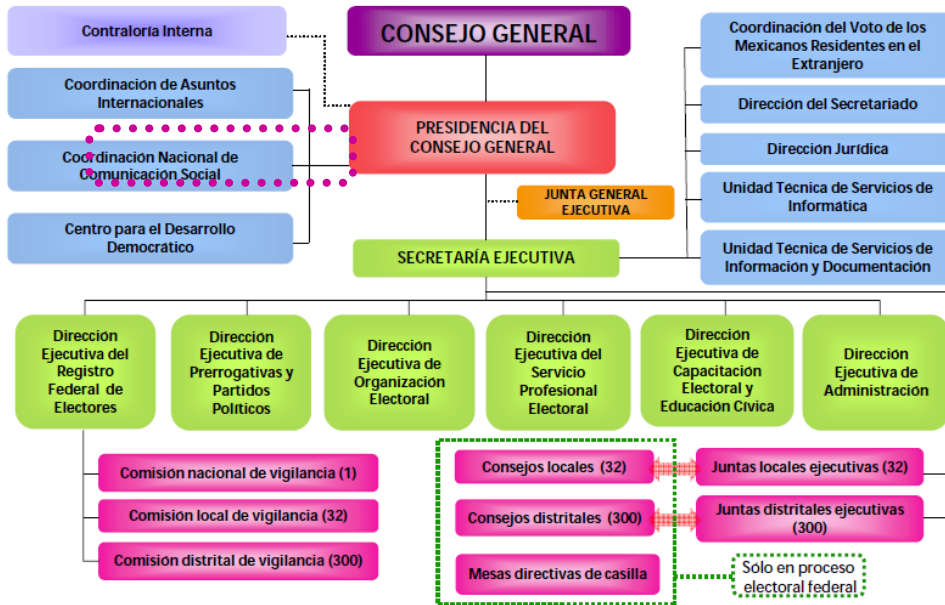 Contraloría Interna
CONSEJO GENERAL
Coordinación del Voto de los
Mexicanos Residentes en el
Extranjero
Coordinación de Asuntos
Internacionales
Dirección del Secretariado
PRESIDENCIA DEL
CONSEJO GENERAL
Coordinación Nacional de
Comunicación Social
Dirección Jurídica
JUNTA GENERAL
EJECUTIVA
Unidad Técnica de Servicios de
Informática
Centro para el Desarrollo
Democrático
SECRETARÍA EJECUTIVA
Unidad Técnica de Servicios de
Información y Documentación
Dirección
Ejecutiva del
Registro
Federal de
Electores
Dirección
Ejecutiva de
Prerrogativas y
Partidos
Políticos
Dirección
Ejecutiva de
Organización
Electoral
Dirección
Ejecutiva del
Servicio
Profesional
Electoral
Dirección
Ejecutiva de
Capacitación
Electoral y
Educación Cívica
Dirección
Ejecutiva de
Administración
Comisión nacional de vigilancia (1)
Comisión local de vigilancia (32)
Comisión distrital de vigilancia (300)
Consejos locales (32)
Juntas locales ejecutivas (32)
Consejos distritales (300)
Juntas distritales ejecutivas
(300)
Mesas directivas de casilla
Sólo en proceso
electoral federal